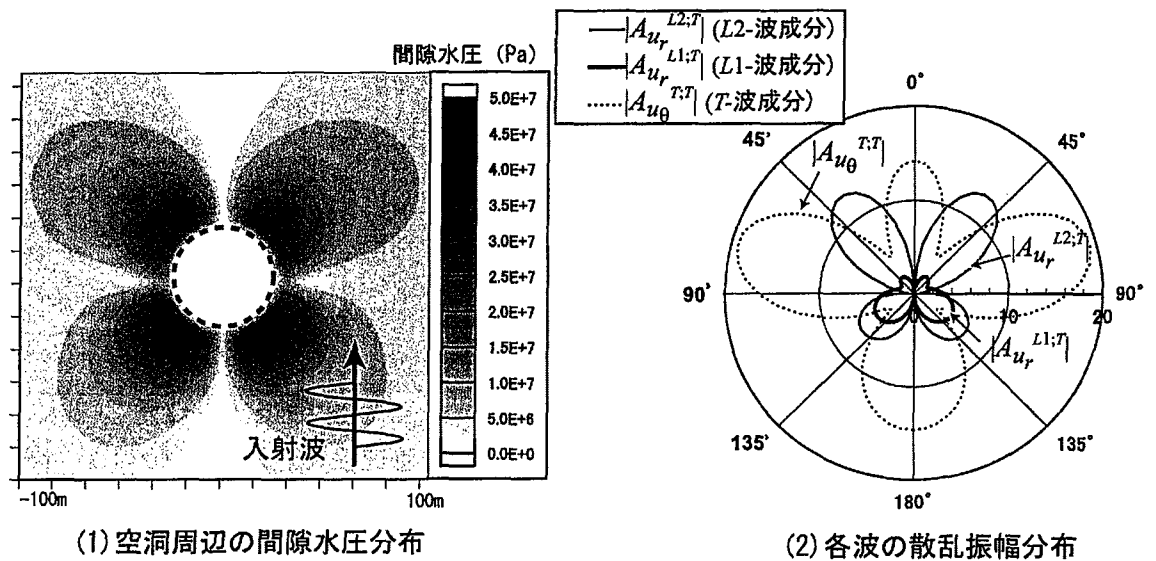 間隙水圧 (Pa)
5.0E+7
4.5E+7
4.0E+7
3.5E+7
3.0E+7
2.5E+7
2.0E+7
1.5E+7
1.0E+7
5.0E+6
0.0E+0
入射波
-100m
100m
(1)空洞周辺の間隙水圧分布
|A_{u_r}^{L2;T}| (L2-波成分)
|A_{u_r}^{L1;T}| (L1-波成分)
|A_{u_θ}^{T;T}| (T-波成分)
0°
45°
45°
|A_{u_θ}^{T;T}|
|A_{u_r}^{L2;T}|
90°
10
20
90°
|A_{u_r}^{L1;T}|
135°
135°
180°
(2)各波の散乱振幅分布